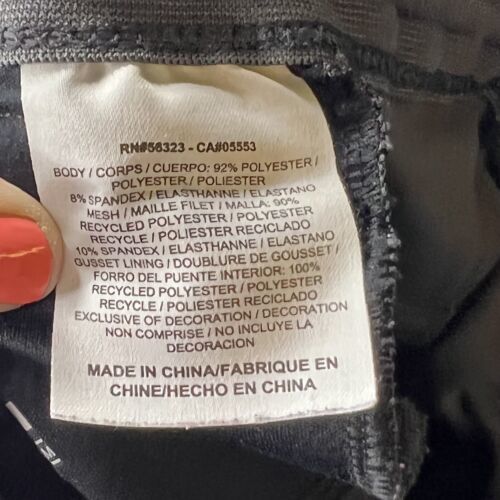 RN#56323 - CA#05553
BODY / CORPS / CUERPO: 92% POLYESTER /
POLYESTER / POLIESTER
8% SPANDEX / ELASTHANNE / ELASTANO
MESH / MAILLE FILET / MALLA: 90%
RECYCLED POLYESTER / POLYESTER
RECYCLE / POLIESTER RECICLADO
10% SPANDEX / ELASTHANNE / ELASTANO
GUSSET LINING / DOUBLURE DE GOUSSET /
FORRO DEL PUENTE INTERIOR: 100%
RECYCLED POLYESTER / POLYESTER
RECYCLE / POLIESTER RECICLADO
EXCLUSIVE OF DECORATION / DECORATION
NON COMPRISE / NO INCLUYE LA
DECORACION
MADE IN CHINA/FABRIQUE EN
CHINE/HECHO EN CHINA